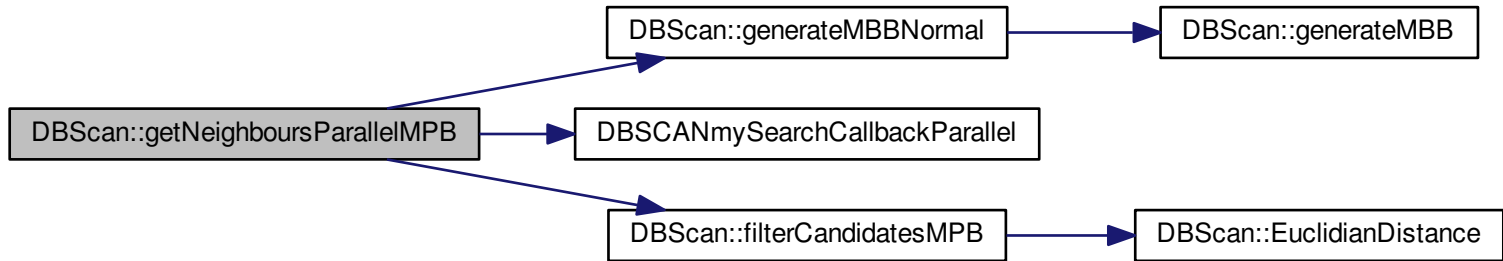 DBScan::generateMBBNormal
DBScan::generateMBB
DBScan::getNeighboursParallelMPB
DBSCANmySearchCallbackParallel
DBScan::filterCandidatesMPB
DBScan::EuclidianDistance